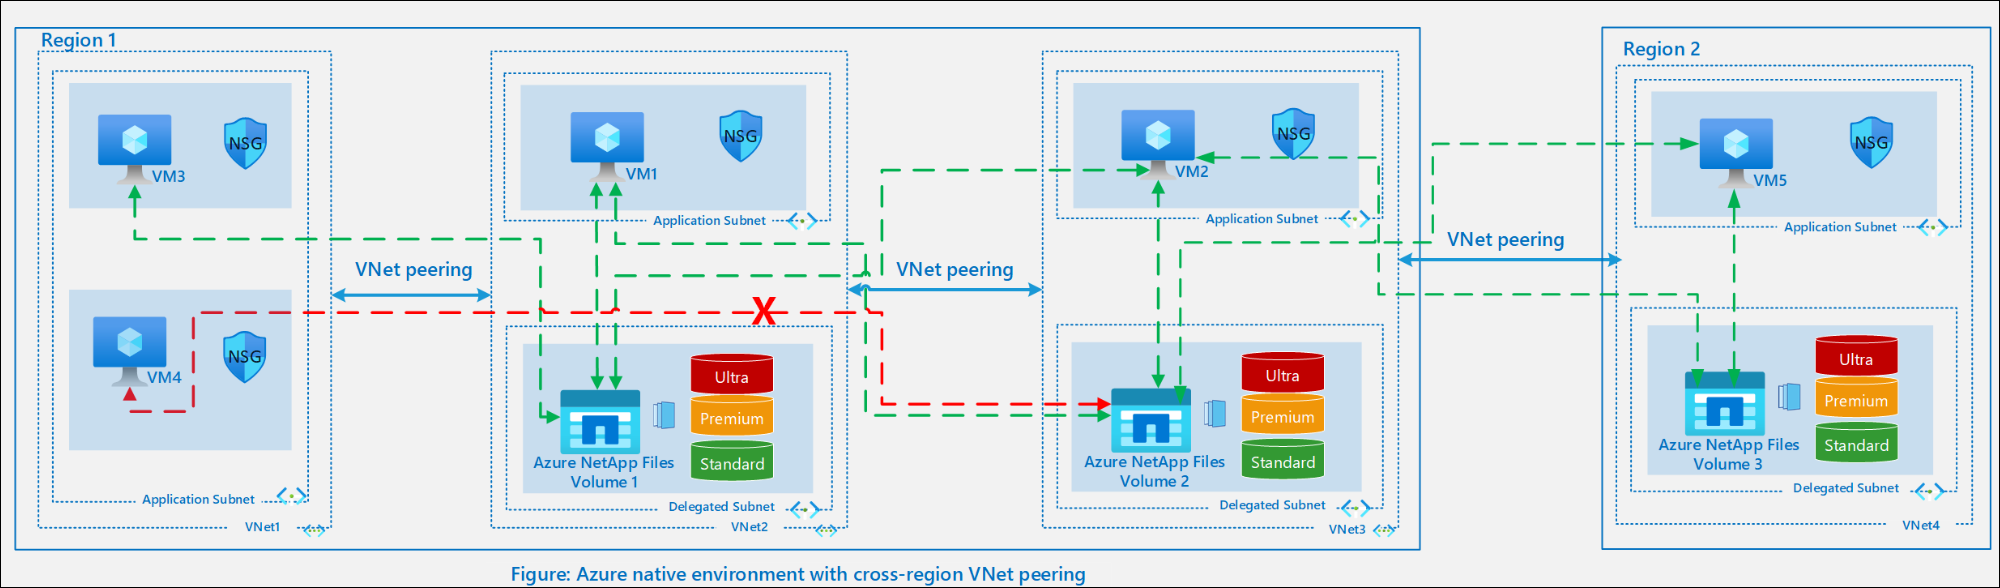 Region 1
VM3
NSG
VM4
NSG
Application Subnet
VNet1
VNet peering
VM1
NSG
Application Subnet
Azure NetApp Files
Volume 1
Ultra
Premium
Standard
Delegated Subnet
VNet2
X
VNet peering
VM2
NSG
Application Subnet
Azure NetApp Files
Volume 2
Ultra
Premium
Standard
Delegated Subnet
VNet3
VNet peering
Region 2
VM5
NSG
Application Subnet
Azure NetApp Files
Volume 3
Ultra
Premium
Standard
Delegated Subnet
VNet4
Figure: Azure native environment with cross-region VNet peering